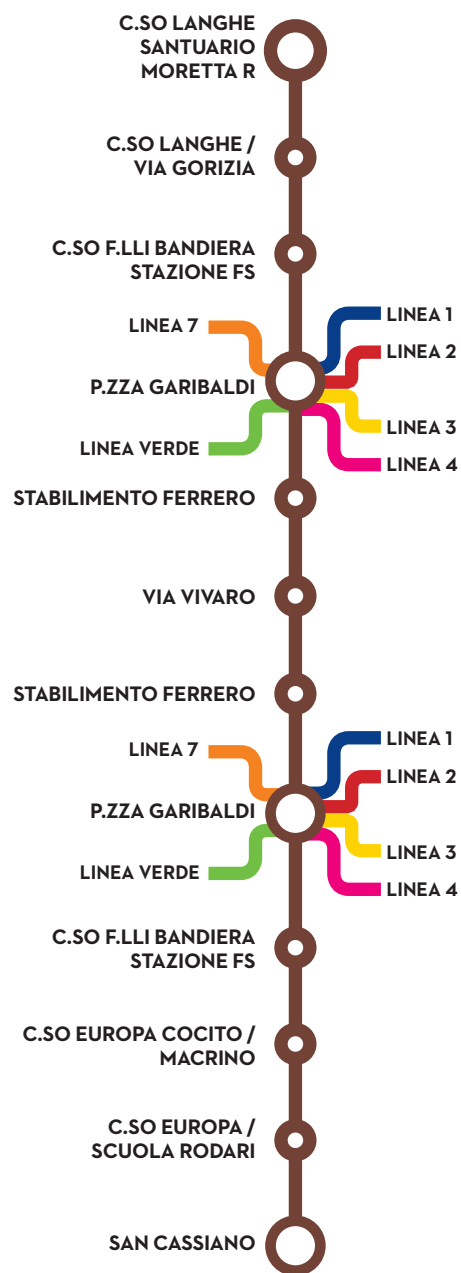 C.SO LANGHE
SANTUARIO
MORETTA R
C.SO LANGHE /
VIA GORIZIA
C.SO F.LLI BANDIERA
STAZIONE FS
LINEA 7
LINEA 1
LINEA 2
P.ZZA GARIBALDI
LINEA 3
LINEA VERDE
LINEA 4
STABILIMENTO FERRERO
VIA VIVARO
STABILIMENTO FERRERO
LINEA 7
LINEA 1
LINEA 2
P.ZZA GARIBALDI
LINEA 3
LINEA VERDE
LINEA 4
C.SO F.LLI BANDIERA
STAZIONE FS
C.SO EUROPA COCITO /
MACRINO
C.SO EUROPA /
SCUOLA RODARI
SAN CASSIANO